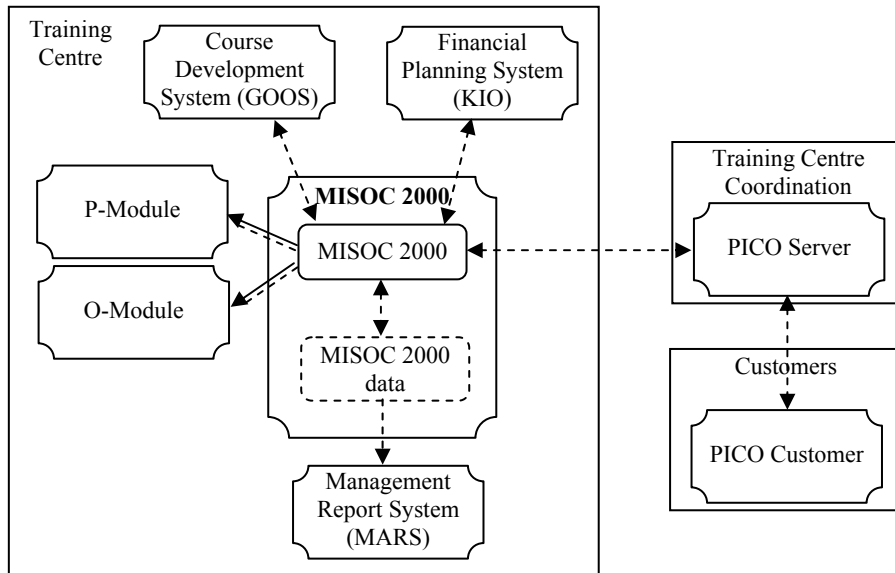 Training
Centre
Course
Development
System (GOOS)
Financial
Planning System
(KIO)
P-Module
O-Module
MISOC 2000
MISOC 2000
MISOC 2000
data
Management
Report System
(MARS)
Training Centre
Coordination
PICO Server
Customers
PICO Customer